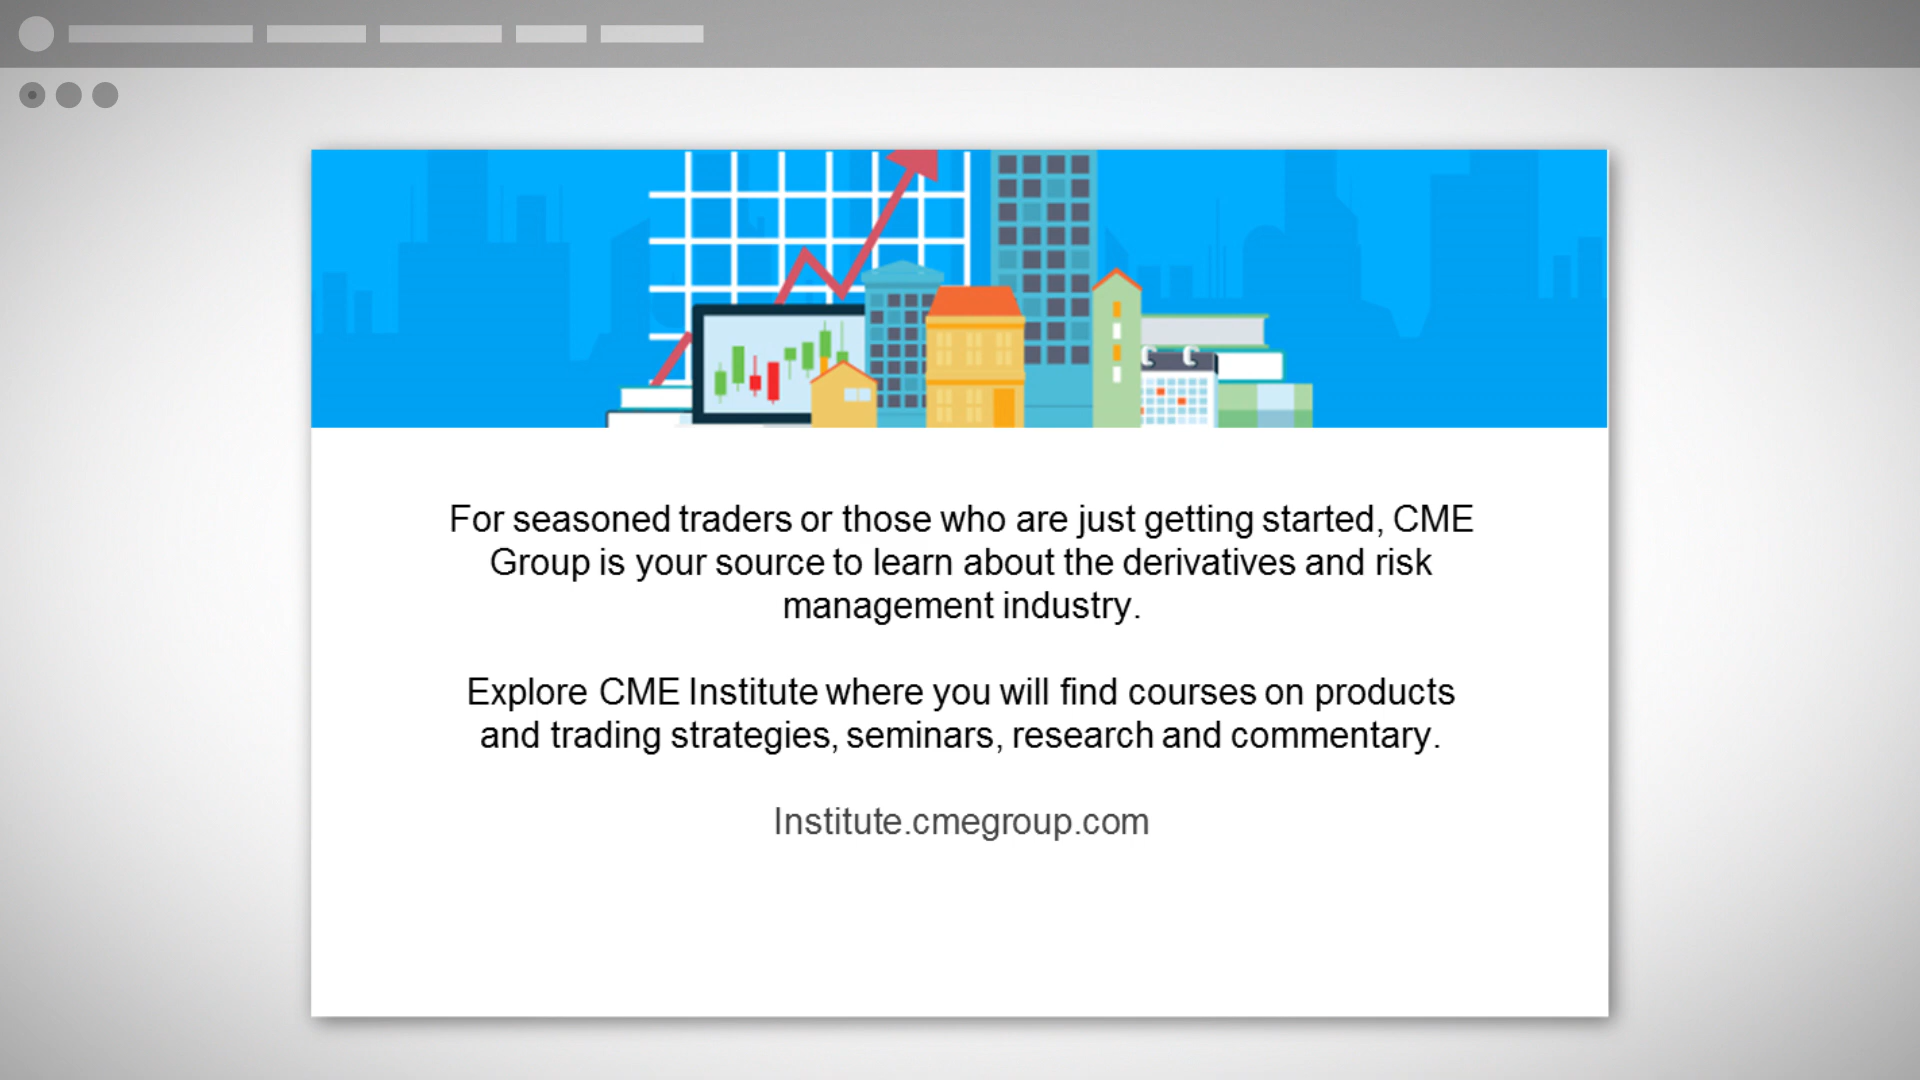 For seasoned traders or those who are just getting started, CME
Group is your source to learn about the derivatives and risk
management industry.
Explore CME Institute where you will find courses on products
and trading strategies, seminars, research and commentary.
Institute.cmegroup.com